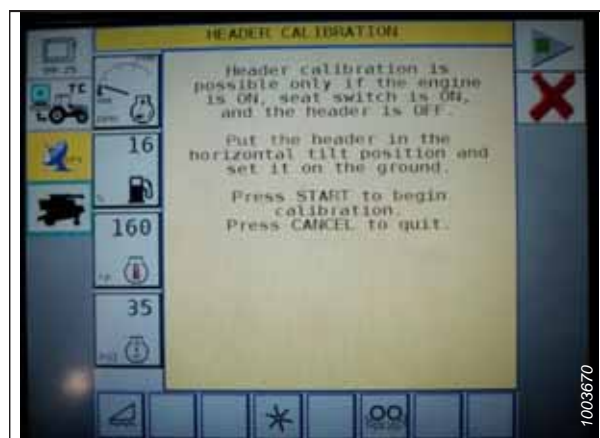 HEADER CALIBRATION
Header calibration is
possible only if the engine
is ON, seat switch is ON,
and the header is OFF.
Put the header in the
horizontal tilt position and
set it on the ground.
Press START to begin
calibration.
Press CANCEL to quit.
TC
16
160
35
1003670